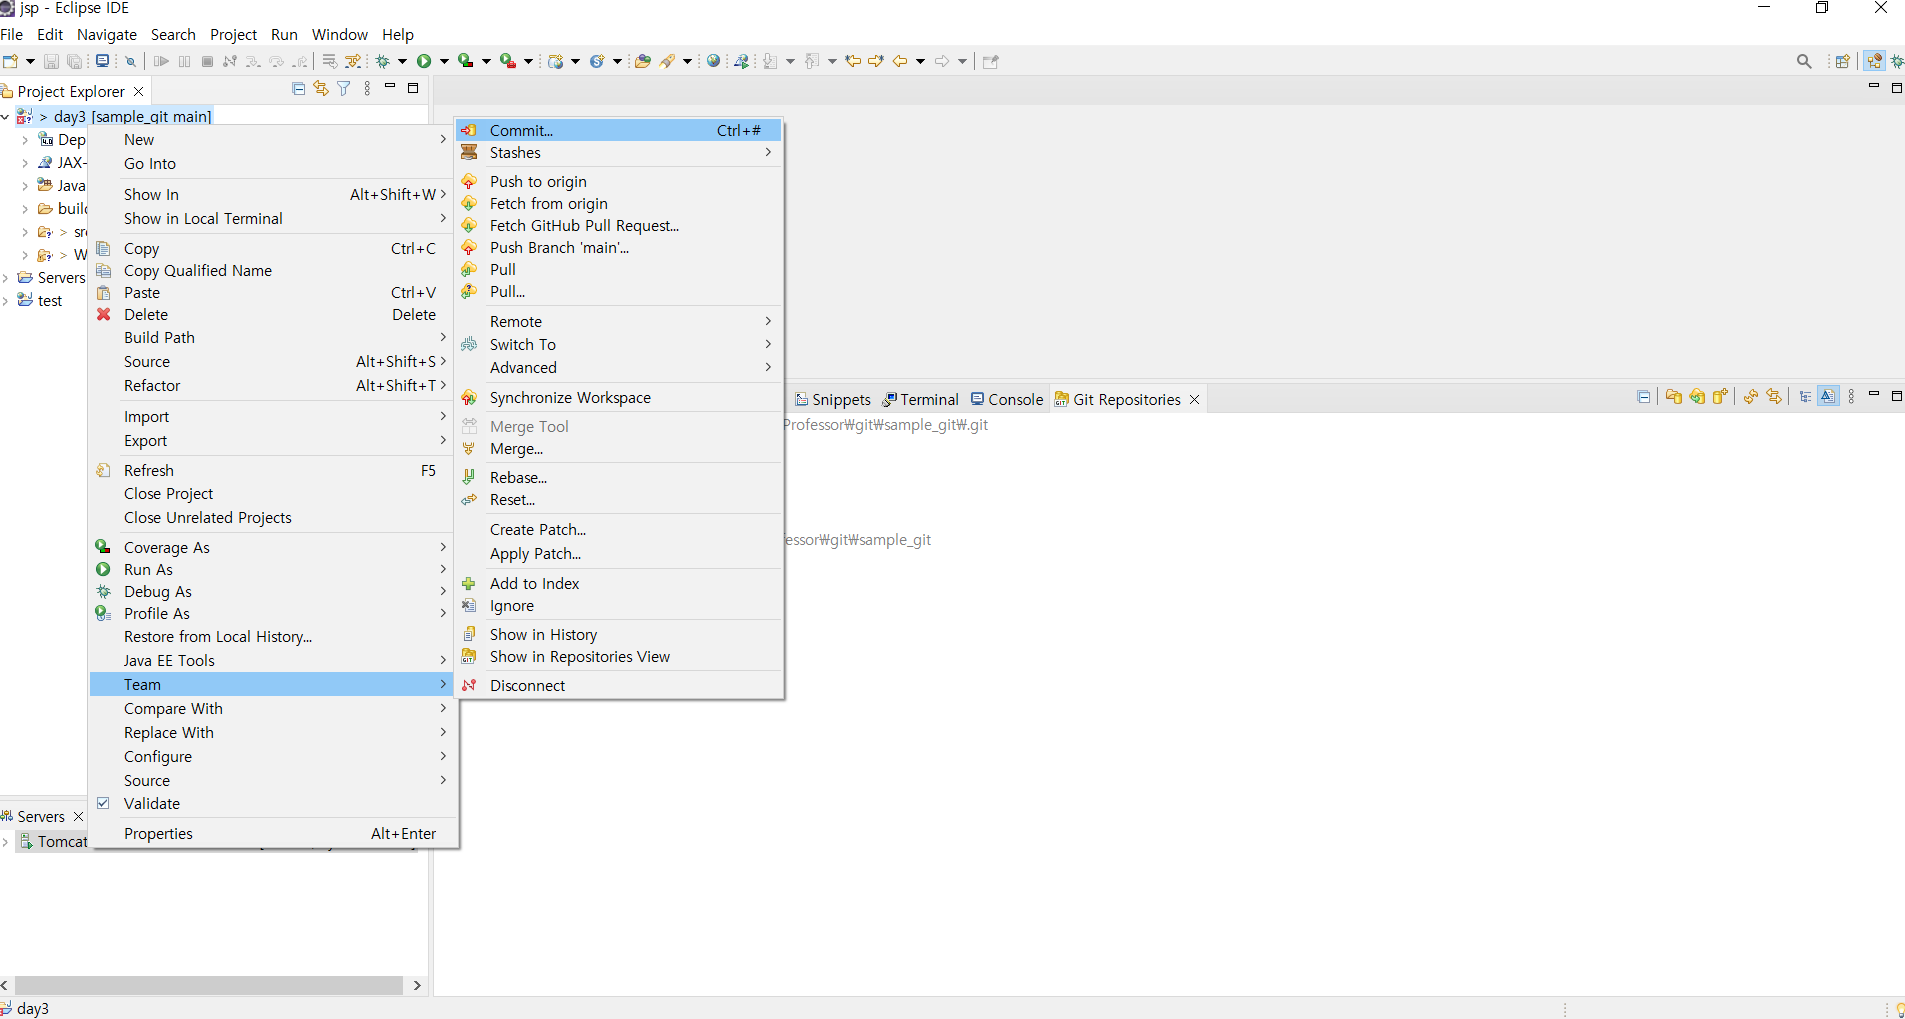 jsp - Eclipse IDE
File Edit Navigate Search Project Run Window Help
Project Explorer
> day3 [sample_git main]
Dep
JAX-
Java
build
> src
> W
Servers
test
New
Go Into
Show In Alt+Shift+W
Show in Local Terminal
Copy Ctrl+C
Copy Qualified Name
Paste Ctrl+V
Delete Delete
Build Path
Source Alt+Shift+S
Refactor Alt+Shift+T
Import
Export
Refresh F5
Close Project
Close Unrelated Projects
Coverage As
Run As
Debug As
Profile As
Restore from Local History...
Java EE Tools
Team
Compare With
Replace With
Configure
Source
Validate
Properties Alt+Enter
Commit... Ctrl+#
Stashes
Push to origin
Fetch from origin
Fetch GitHub Pull Request...
Push Branch 'main'...
Pull
Pull...
Remote
Switch To
Advanced
Synchronize Workspace
Merge Tool
Merge...
Rebase...
Reset...
Create Patch...
Apply Patch...
Add to Index
Ignore
Show in History
Show in Repositories View
Disconnect
Snippets Terminal Console Git Repositories
Professor₩git₩sample_git₩.git
essor₩git₩sample_git
Servers
Tomcat
day3